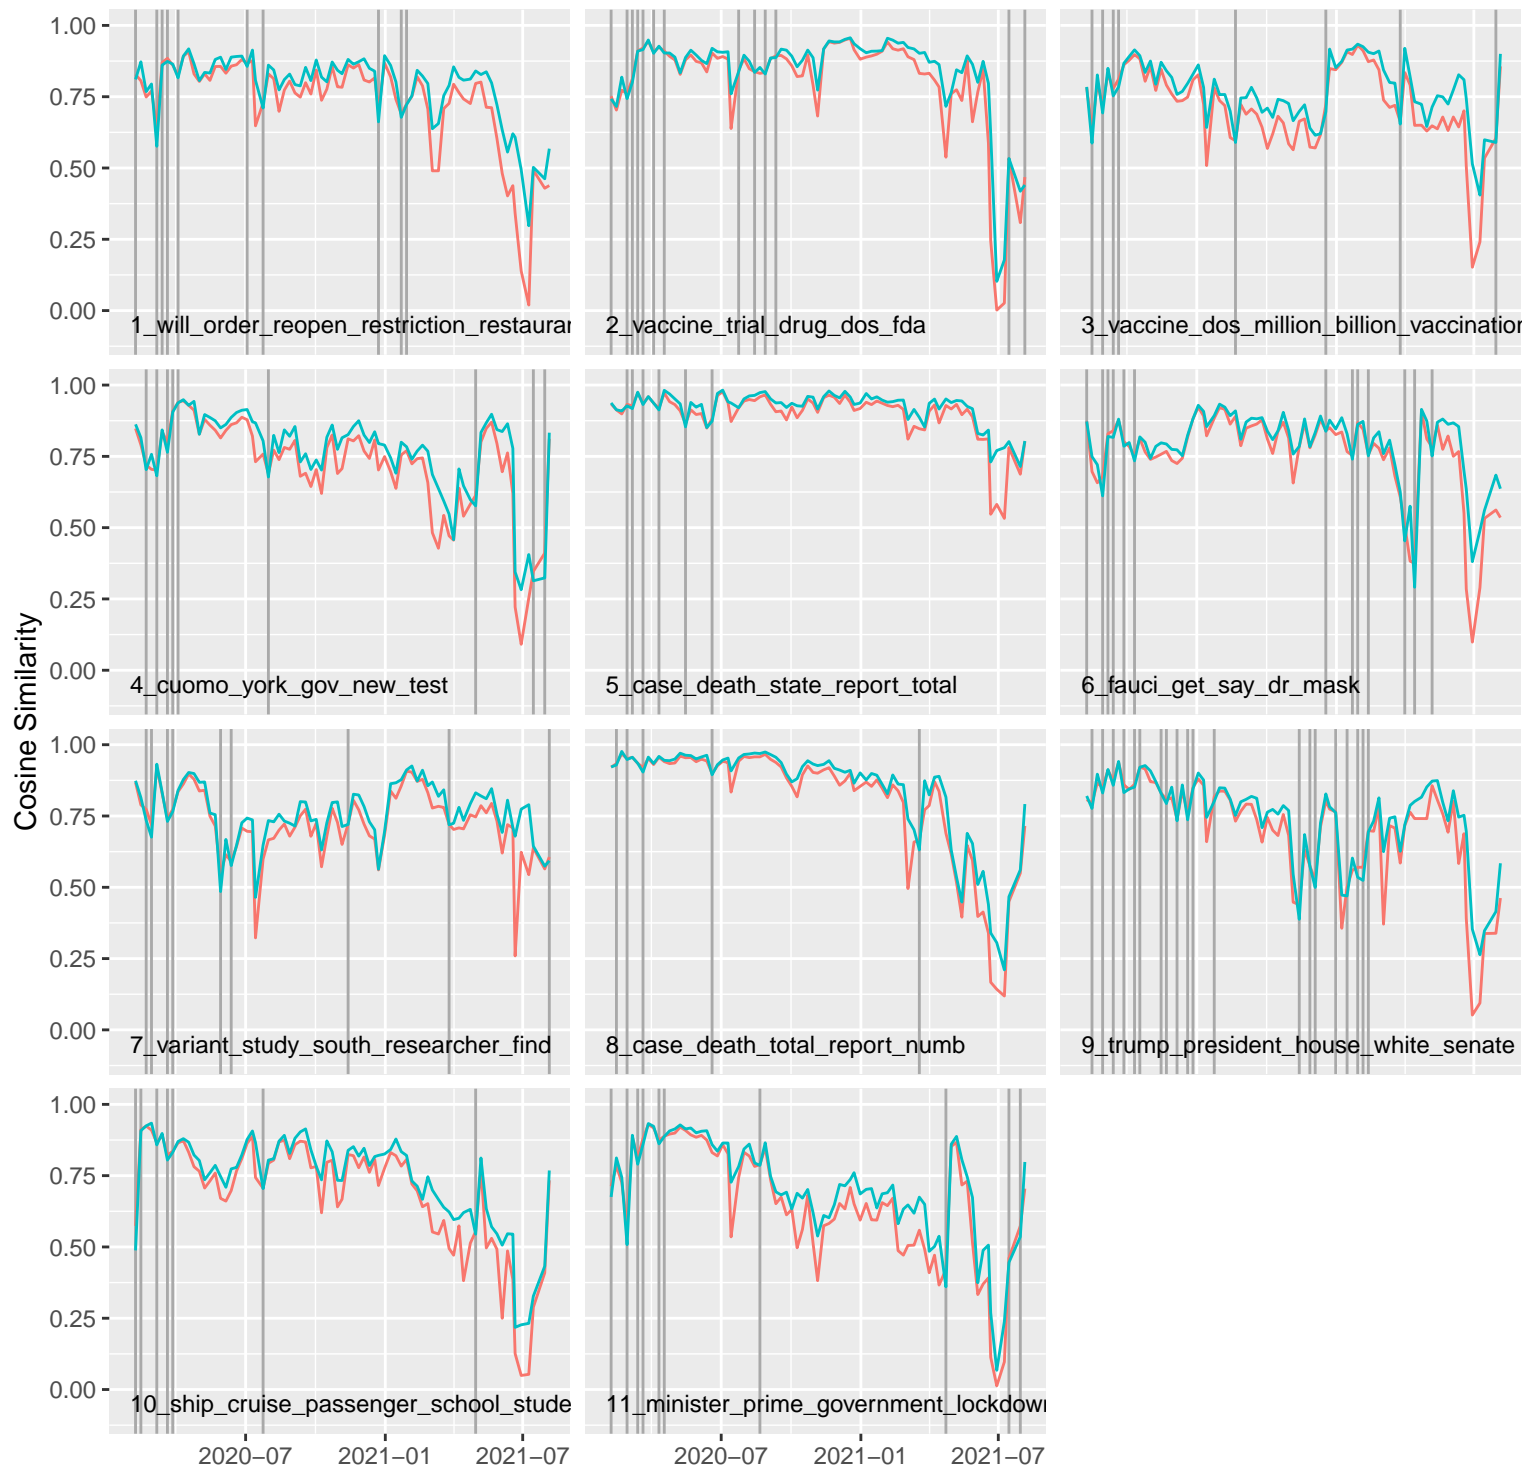 1.00
0.75
0.50
0.25
0.00
1_will_order_reopen_restriction_restaurar
2_vaccine_trial_drug_dos_fda
3_vaccine_dos_million_billion_vaccination
1.00
0.75
0.50
0.25
0.00
4_cuomo_york_gov_new_test
5_case_death_state_report_total
6_fauci_get_say_dr_mask
Cosine Similarity
1.00
0.75
0.50
0.25
0.00
7_variant_study_south_researcher_find
8_case_death_total_report_numb
9_trump_president_house_white_senate
1.00
0.75
0.50
0.25
0.00
10_ship_cruise_passenger_school_stude
11_minister_prime_government_lockdown
2020−07
2021−01
2021−07
2020−07
2021−01
2021−07